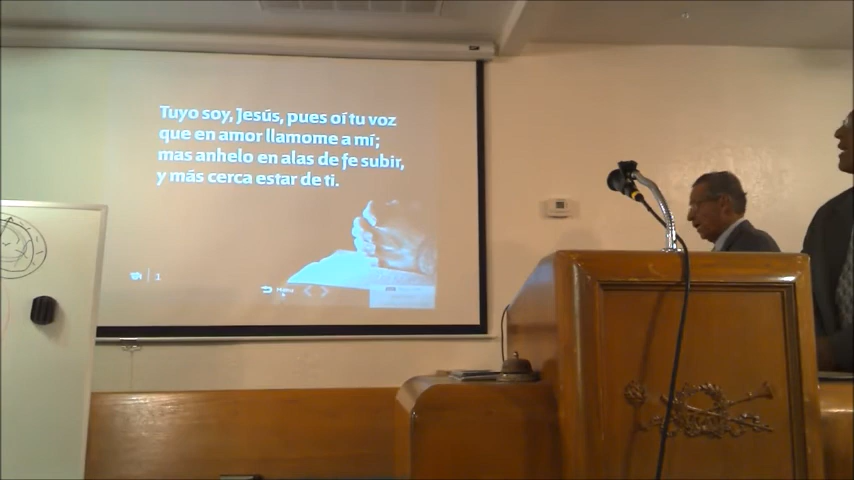 Tuyo soy, Jesús, pues oí tu voz
que en amor llamome a mí;
mas anhelo en alas de fe subir,
y más cerca estar de ti.
1